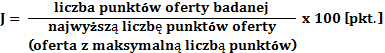 liczba punktów oferty badanej
J = x 100 [pkt.]
najwyższą liczbę punktów oferty
(oferta z maksymalną liczbą punktów)